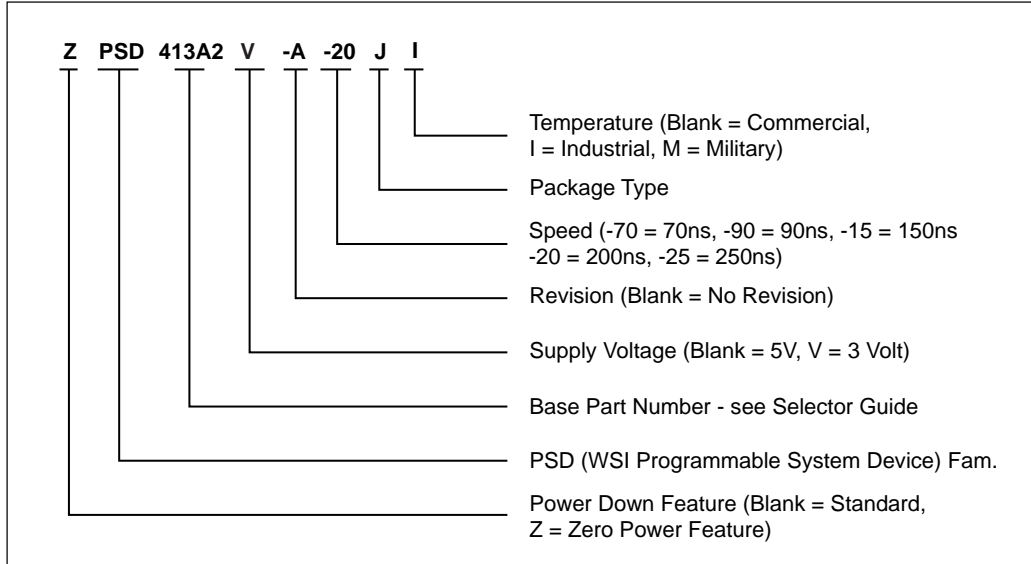 Z PSD 413A2 V -A -20 J I
Temperature (Blank = Commercial,
I = Industrial, M = Military)
Package Type
Speed (-70 = 70ns, -90 = 90ns, -15 = 150ns
-20 = 200ns, -25 = 250ns)
Revision (Blank = No Revision)
Supply Voltage (Blank = 5V, V = 3 Volt)
Base Part Number - see Selector Guide
PSD (WSI Programmable System Device) Fam.
Power Down Feature (Blank = Standard,
Z = Zero Power Feature)